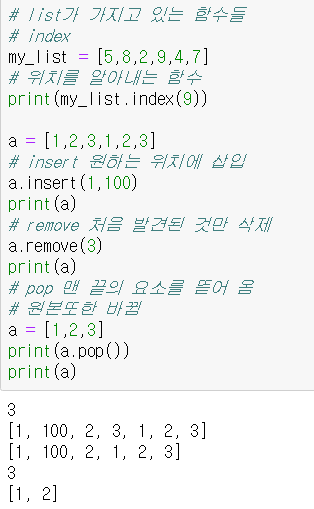 # list가 가지고 있는 함수들
# index
my_list = [5,8,2,9,4,7]
# 위치를 알아내는 함수
print(my_list.index(9))
a = [1,2,3,1,2,3]
# insert 원하는 위치에 삽입
a.insert(1,100)
print(a)
# remove 처음 발견된 것만 삭제
a.remove(3)
print(a)
# pop 맨 끝의 요소를 뜯어 옴
# 원본또한 바뀜
a = [1,2,3]
print(a.pop())
print(a)
3
[1, 100, 2, 3, 1, 2, 3]
[1, 100, 2, 1, 2, 3]
3
[1, 2]